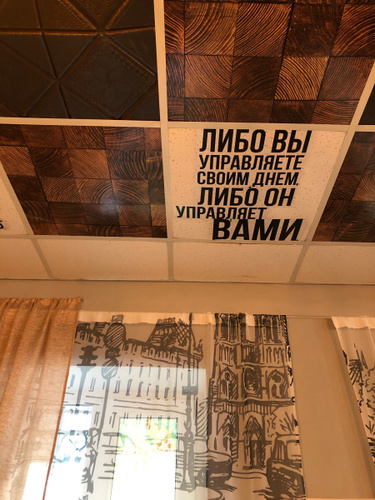 ЛИБО ВЫ
УПРАВЛЯЕТЕ
СВОИМ ДНЕМ,
ЛИБО ОН
УПРАВЛЯЕТ
ВАМИ